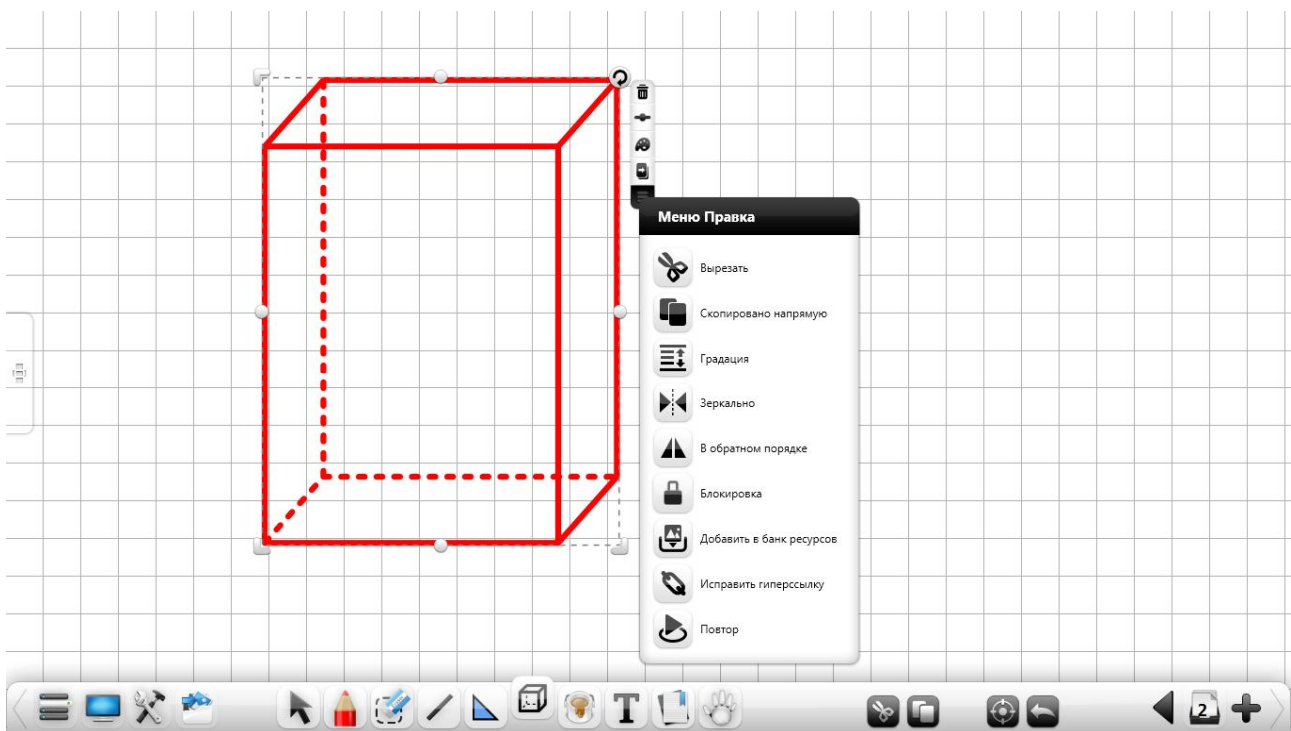 Меню Правка
Вырезать
Скопировано напрямую
Градация
Зеркально
В обратном порядке
Блокировка
Добавить в банк ресурсов
Исправить гиперссылку
Повтор
T
2